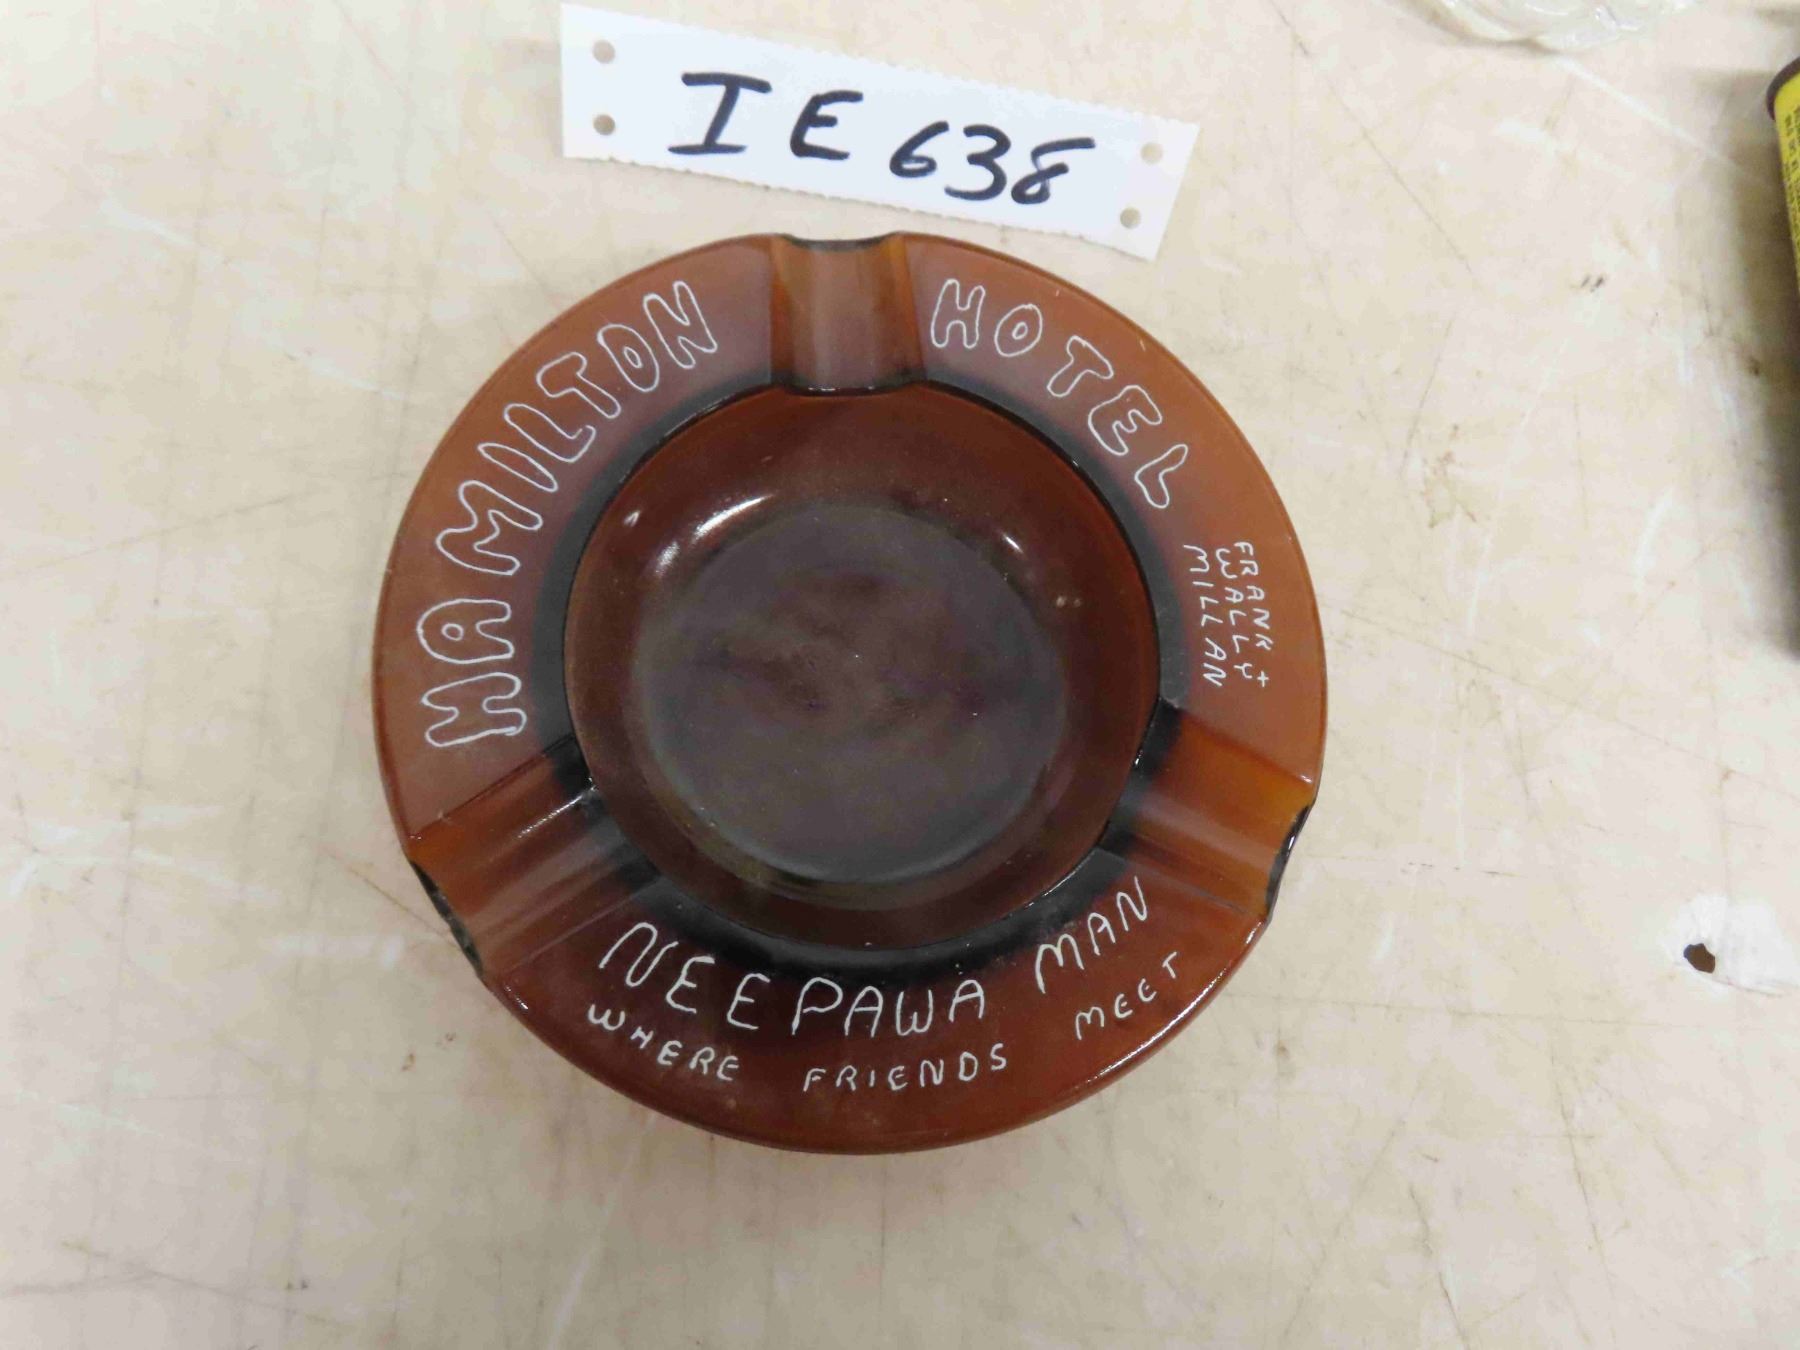 IE638
HAMILTON HOTEL
FRANK +
WALLY
MILLAN
NEEPAWA MAN
WHERE FRIENDS MEET